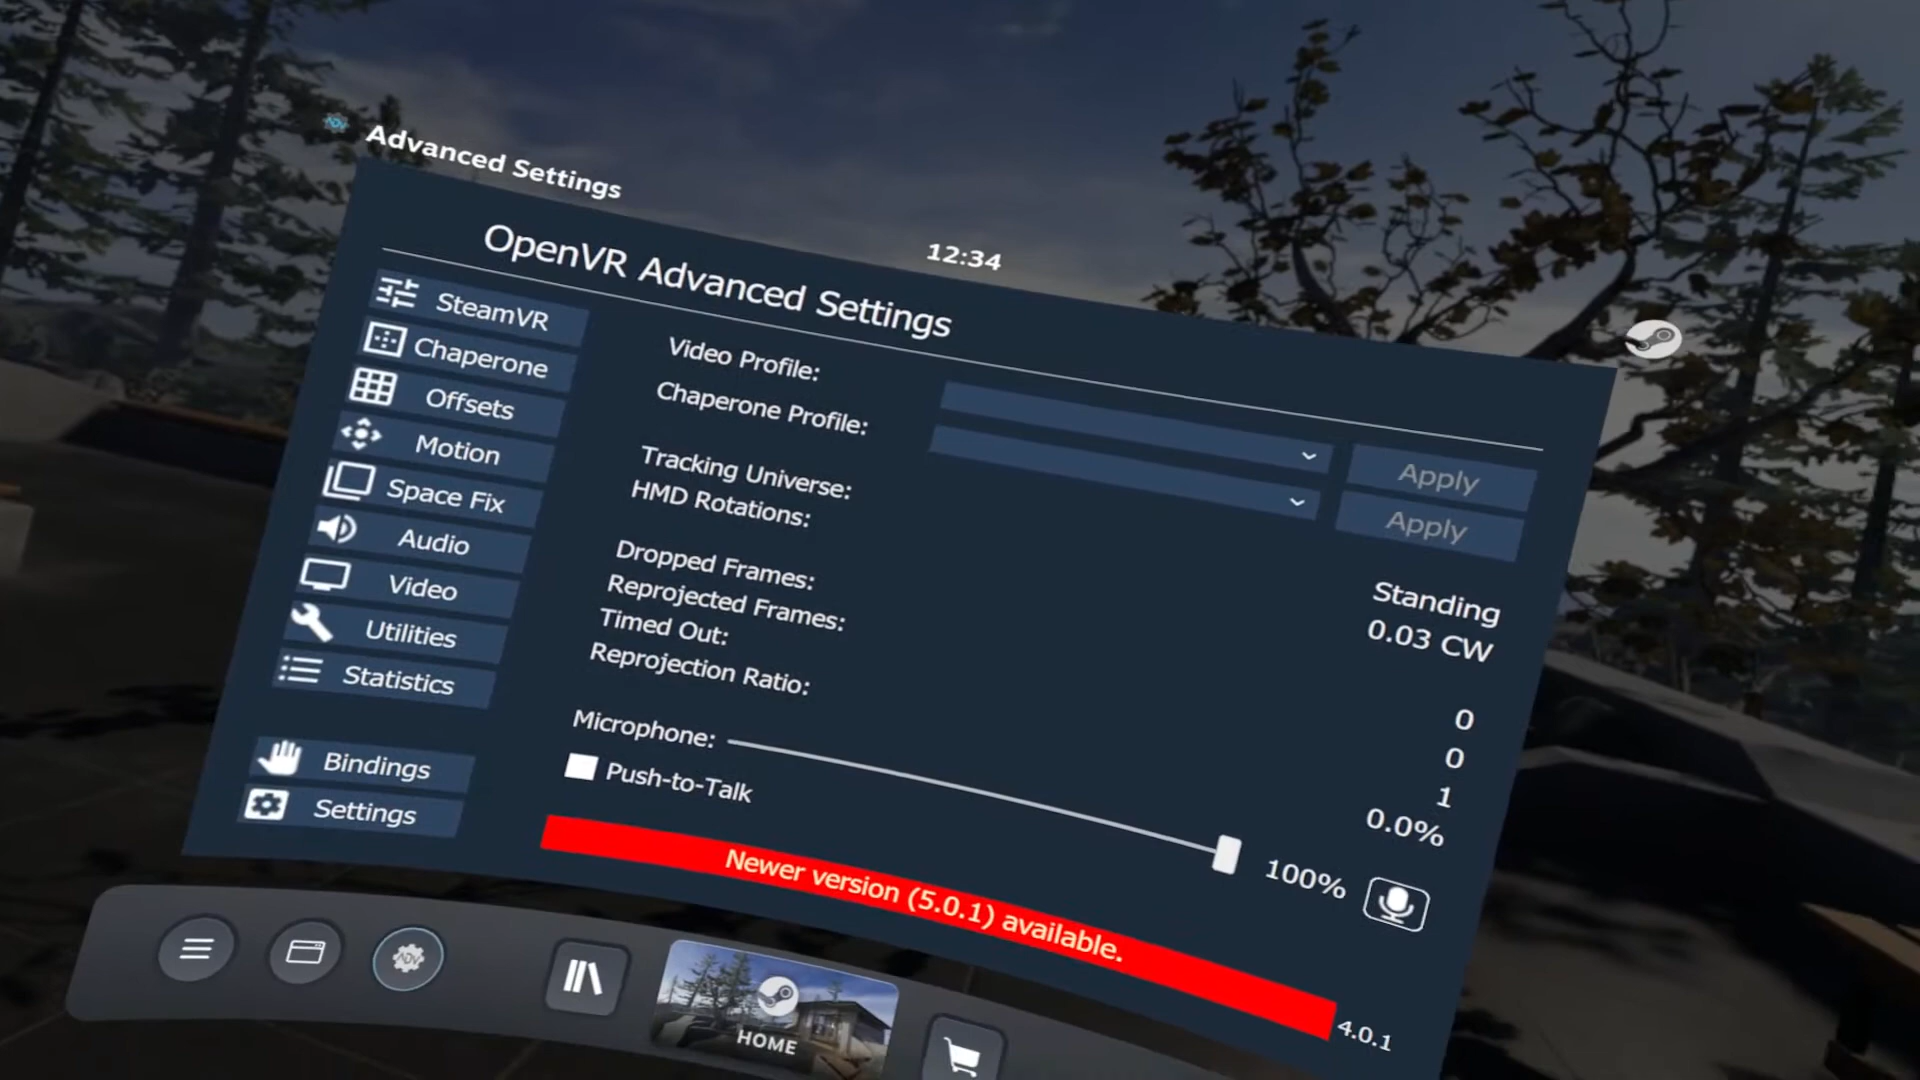 Advanced Settings
12:34
OpenVR Advanced Settings
SteamVR
Chaperone
Offsets
Motion
Space Fix
Audio
Video
Utilities
Statistics
Bindings
Settings
Video Profile:
Apply
Chaperone Profile:
Apply
Tracking Universe: Standing
HMD Rotations: 0.03 CW
Dropped Frames: 0
Reprojected Frames: 0
Timed Out: 1
Reprojection Ratio: 0.0%
Microphone: 100%
Push-to-Talk
Newer version (5.0.1) available.
4.0.1
ADV
HOME